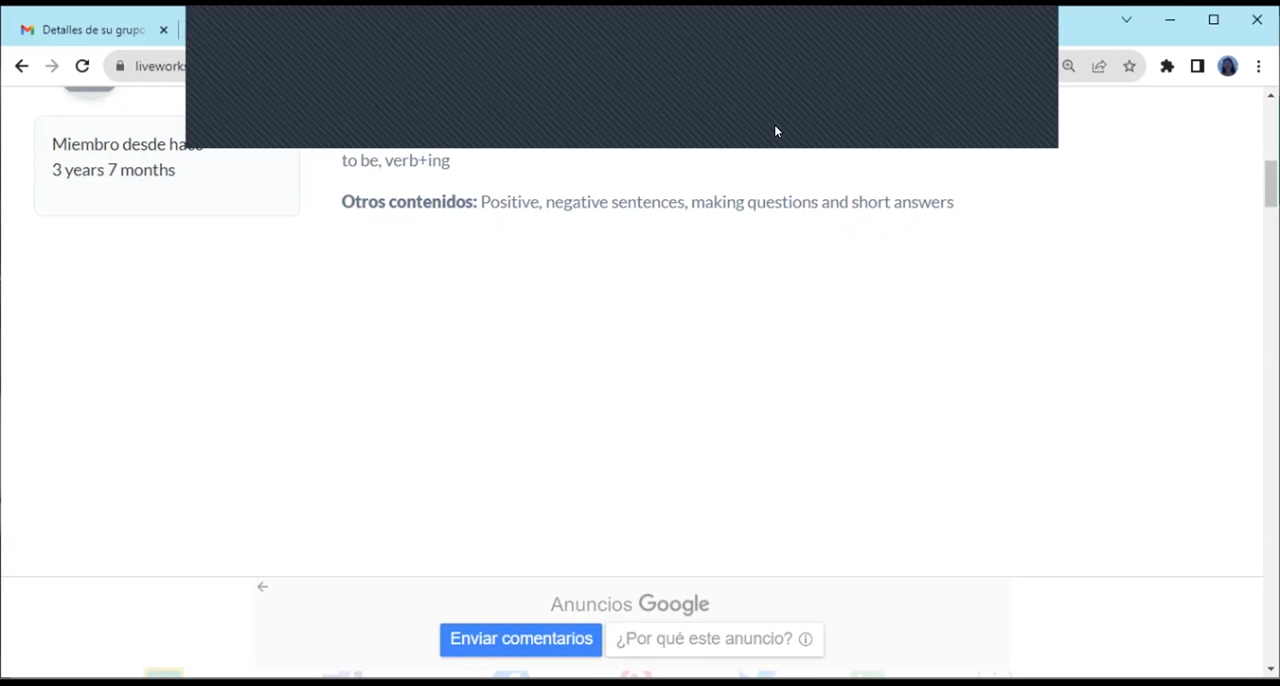 Detalles de su grupo
liveworks
Miembro desde hace
3 years 7 months
to be, verb+ing
Otros contenidos: Positive, negative sentences, making questions and short answers
Anuncios Google
Enviar comentarios
¿Por qué este anuncio?